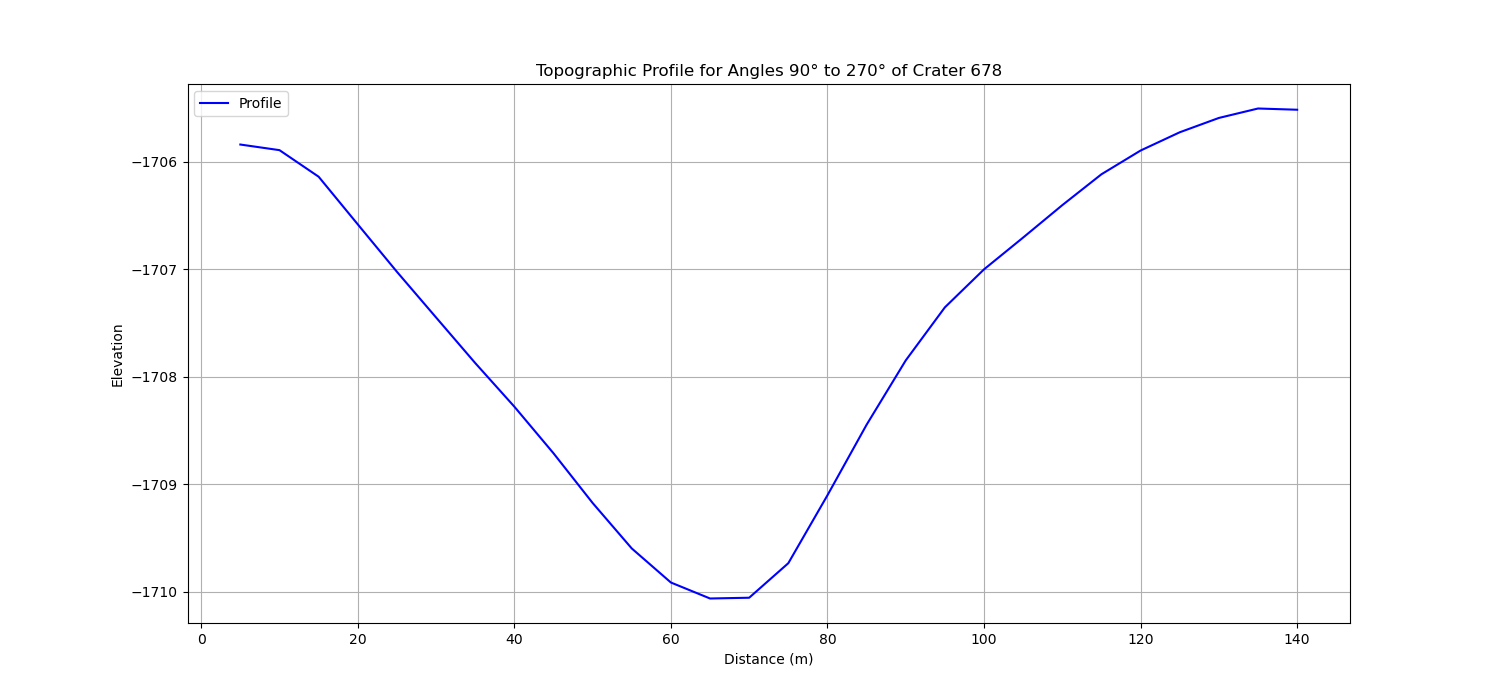 Topographic Profile for Angles 90° to 270° of Crater 678
Profile
−1706
−1707
−1708
−1709
−1710
Elevation
0 20 40 60 80 100 120 140
Distance (m)